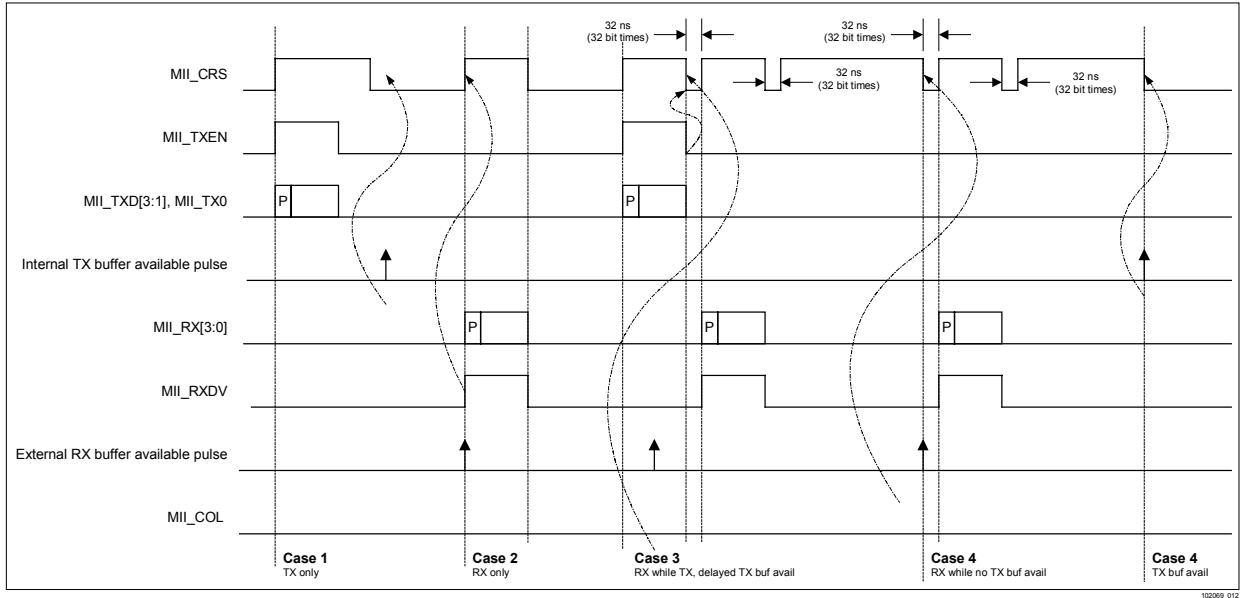 32 ns
(32 bit times)
32 ns
(32 bit times)
MII_CRS
32 ns
(32 bit times)
32 ns
(32 bit times)
MII_TXEN
MII_TXD[3:1], MII_TX0
P
P
Internal TX buffer available pulse
MII_RX[3:0]
P
P
P
MII_RXDV
External RX buffer available pulse
MII_COL
Case 1
TX only
Case 2
RX only
Case 3
RX while TX, delayed TX buf avail
Case 4
RX while no TX buf avail
Case 4
TX buf avail
102069_012